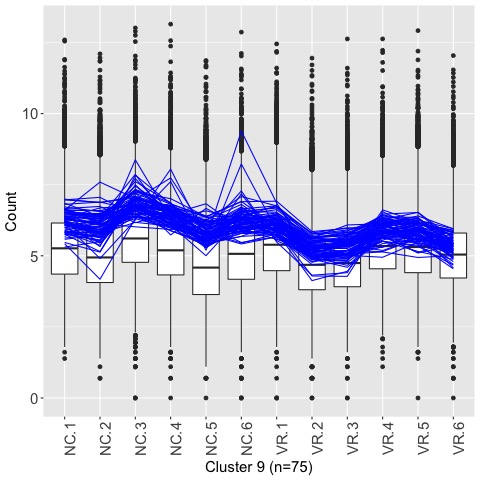 Count
10
5
0
NC.1
NC.2
NC.3
NC.4
NC.5
NC.6
VR.1
VR.2
VR.3
VR.4
VR.5
VR.6
Cluster 9 (n=75)